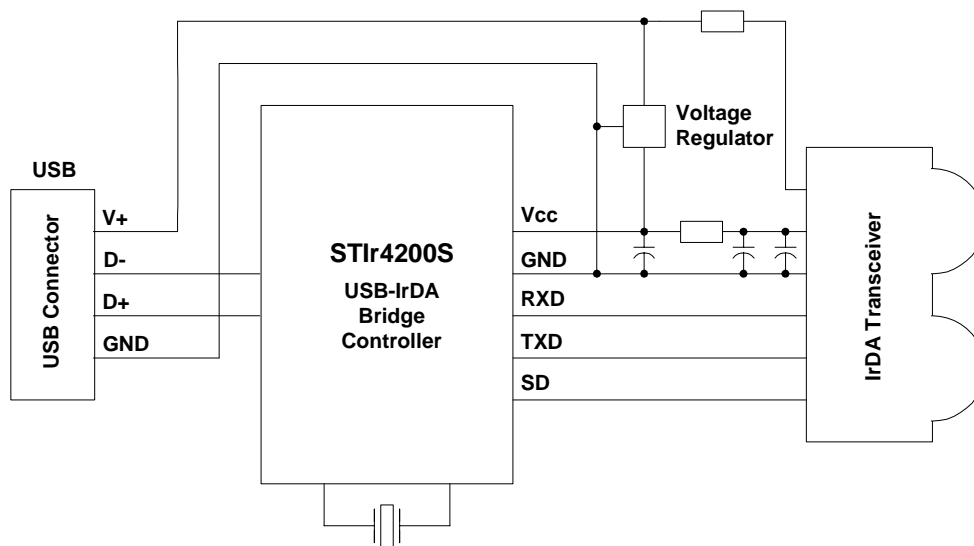 Voltage
Regulator
USB
USB Connector
V+
D-
D+
GND
STIr4200S
USB-IrDA
Bridge
Controller
Vcc
GND
RXD
TXD
SD
IrDA Transceiver